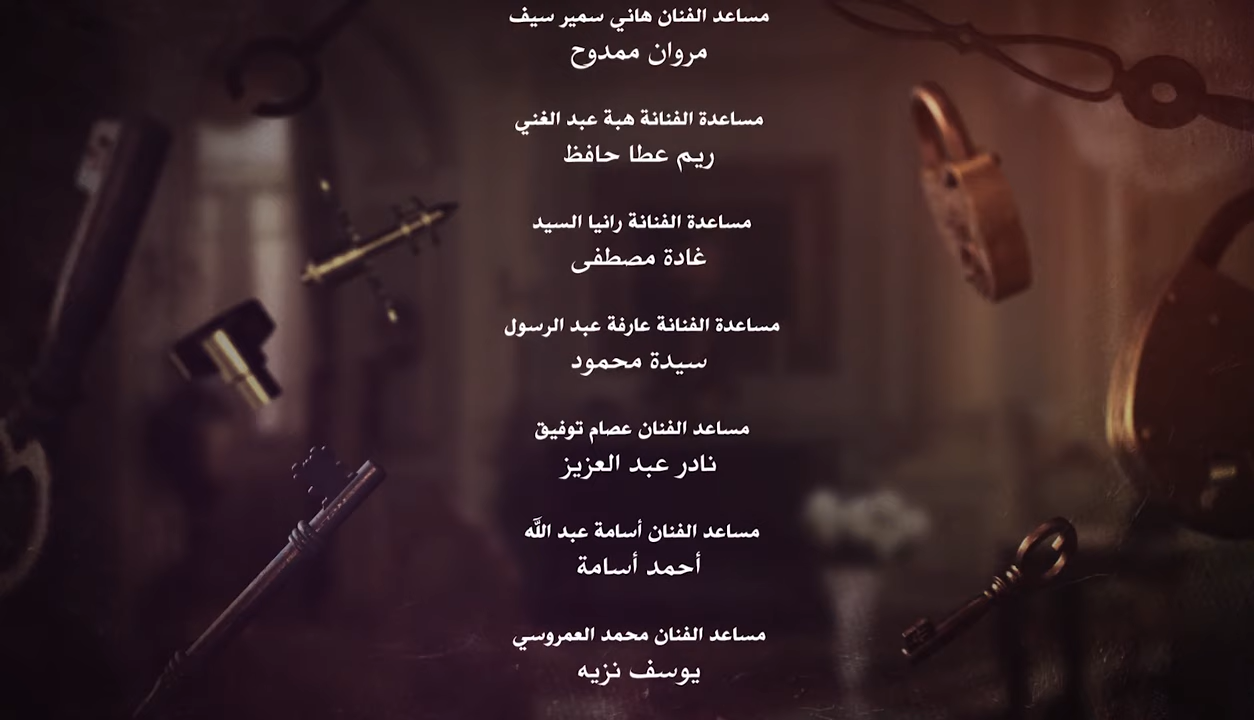 مساعد الفنان هاني سمير سيف
مروان ممدوح
مساعدة الفنانة هبة عبد الغني
ريم عطا حافظ
مساعدة الفنانة رانيا السيد
غادة مصطفى
مساعدة الفنانة عارفة عبد الرسول
سيدة محمود
مساعد الفنان عصام توفيق
نادر عبد العزيز
مساعد الفنان أسامة عبد الله
أحمد أسامة
مساعد الفنان محمد العمروسي
يوسف نزيه